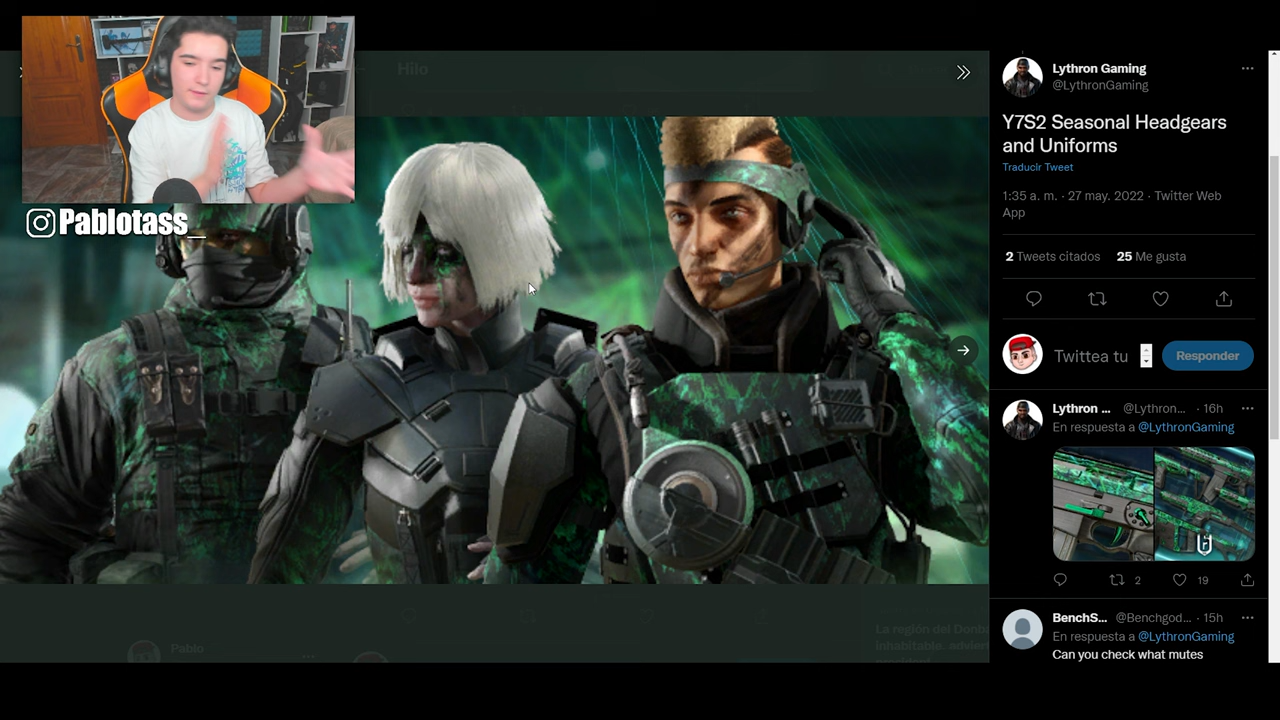 Hilo
Pablotass_
Lythron Gaming
@LythronGaming
Y7S2 Seasonal Headgears
and Uniforms
Traducir Tweet
1:35 a. m. · 27 may. 2022 · Twitter Web
App
2 Tweets citados 25 Me gusta
Twittea tu
Responder
Lythron ... @Lythron... · 16h
En respuesta a @LythronGaming
2 19
BenchS... @Benchgod... · 15h
En respuesta a @LythronGaming
Can you check what mutes
Pablo
La región del Donb
inhabitable, advier